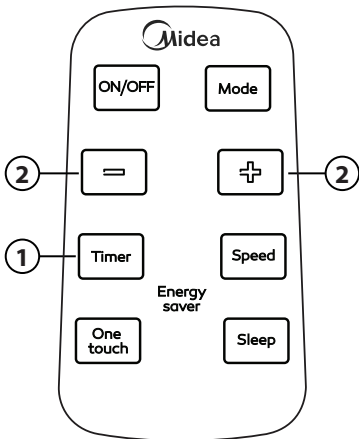 Midea
ON/OFF Mode
2 − + 2
1 Timer Speed
Energy
saver
One
touch
Sleep